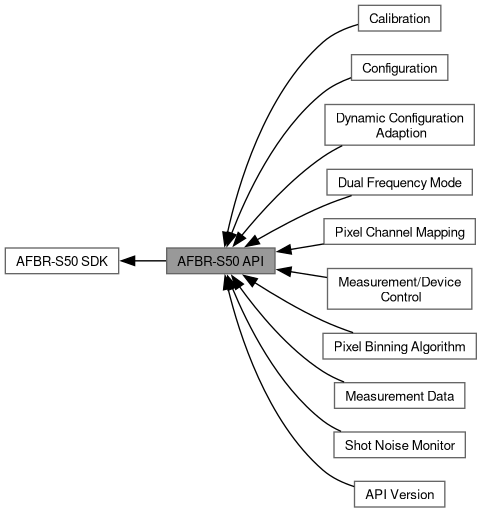 Calibration
Configuration
Dynamic Configuration
Adaption
Dual Frequency Mode
Pixel Channel Mapping
AFBR-S50 SDK
AFBR-S50 API
Measurement/Device
Control
Pixel Binning Algorithm
Measurement Data
Shot Noise Monitor
API Version